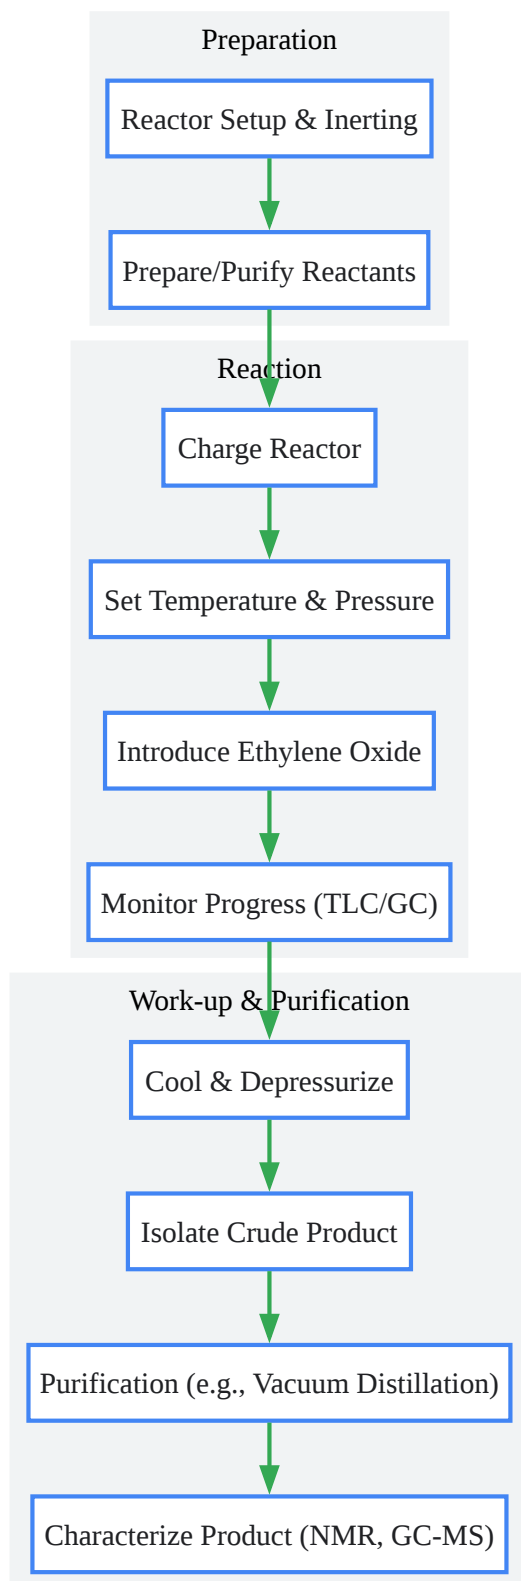 Preparation
Reactor Setup & Inerting
Prepare/Purify Reactants
Reaction
Charge Reactor
Set Temperature & Pressure
Introduce Ethylene Oxide
Monitor Progress (TLC/GC)
Work-up & Purification
Cool & Depressurize
Isolate Crude Product
Purification (e.g., Vacuum Distillation)
Characterize Product (NMR, GC-MS)